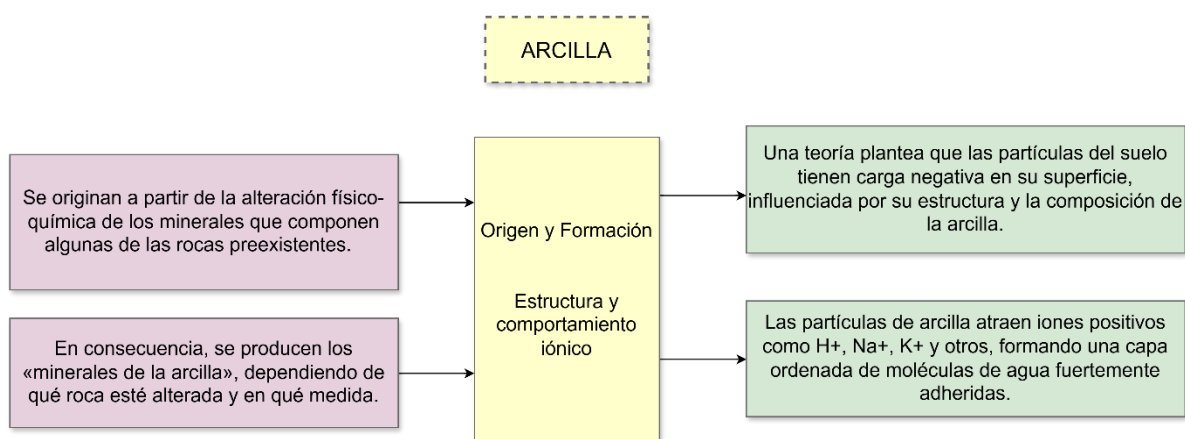 ARCILLA
Se originan a partir de la alteración físico-
química de los minerales que componen
algunas de las rocas preexistentes.
En consecuencia, se producen los
«minerales de la arcilla», dependiendo de
qué roca esté alterada y en qué medida.
Origen y Formación
Estructura y
comportamiento
iónico
Una teoría plantea que las partículas del suelo
tienen carga negativa en su superficie,
influenciada por su estructura y la composición de
la arcilla.
Las partículas de arcilla atraen iones positivos
como H+, Na+, K+ y otros, formando una capa
ordenada de moléculas de agua fuertemente
adheridas.